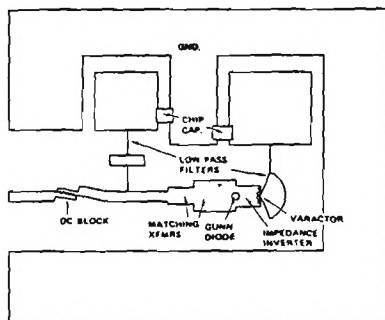 GND.
CHIP
CAP.
LOW PASS
FILTERS
DC BLOCK
MATCHING
XFMRS
GUNN
DIODE
VARACTOR
IMPEDANCE
INVERTER